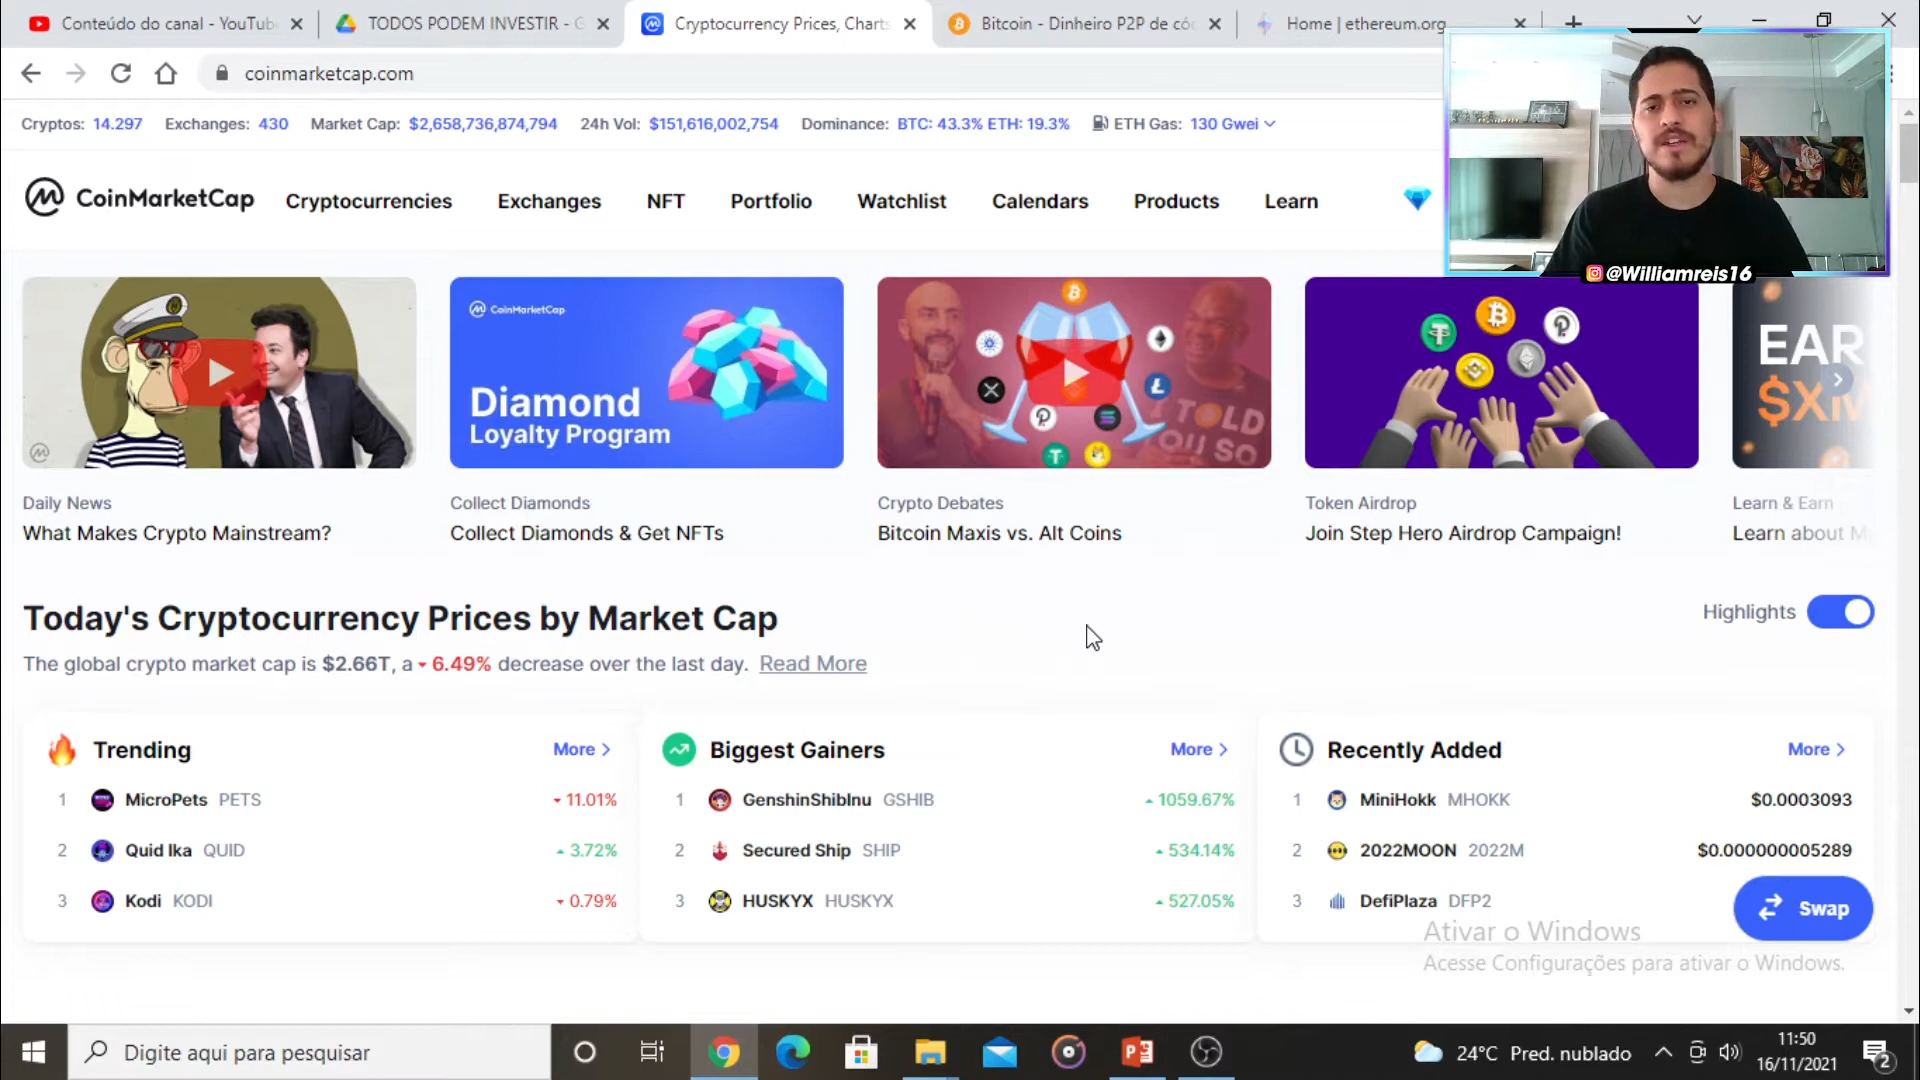 Conteúdo do canal - YouTub
TODOS PODEM INVESTIR - G
Cryptocurrency Prices, Charts
Bitcoin - Dinheiro P2P de có
Home | ethereum.org
coinmarketcap.com
Cryptos: 14.297 Exchanges: 430 Market Cap: $2,658,736,874,794 24h Vol: $151,616,002,754 Dominance: BTC: 43.3% ETH: 19.3% ETH Gas: 130 Gwei
CoinMarketCap Cryptocurrencies Exchanges NFT Portfolio Watchlist Calendars Products Learn
@Williamreis16
CoinMarketCap
Diamond
Loyalty Program
I TOLD
YOU SO
EAR
$XM
Daily News
What Makes Crypto Mainstream?
Collect Diamonds
Collect Diamonds & Get NFTs
Crypto Debates
Bitcoin Maxis vs. Alt Coins
Token Airdrop
Join Step Hero Airdrop Campaign!
Learn & Earn
Learn about M
Today's Cryptocurrency Prices by Market Cap
Highlights
The global crypto market cap is $2.66T, a 6.49% decrease over the last day. Read More
Trending More
1 MicroPets PETS 11.01%
2 Quid Ika QUID 3.72%
3 Kodi KODI 0.79%
Biggest Gainers More
1 GenshinShibInu GSHIB 1059.67%
2 Secured Ship SHIP 534.14%
3 HUSKYX HUSKYX 527.05%
Recently Added More
1 MiniHokk MHOKK $0.0003093
2 2022MOON 2022M $0.000000005289
3 DefiPlaza DFP2
Swap
Ativar o Windows
Acesse Configurações para ativar o Windows.
Digite aqui para pesquisar
24°C Pred. nublado
11:50
16/11/2021
2